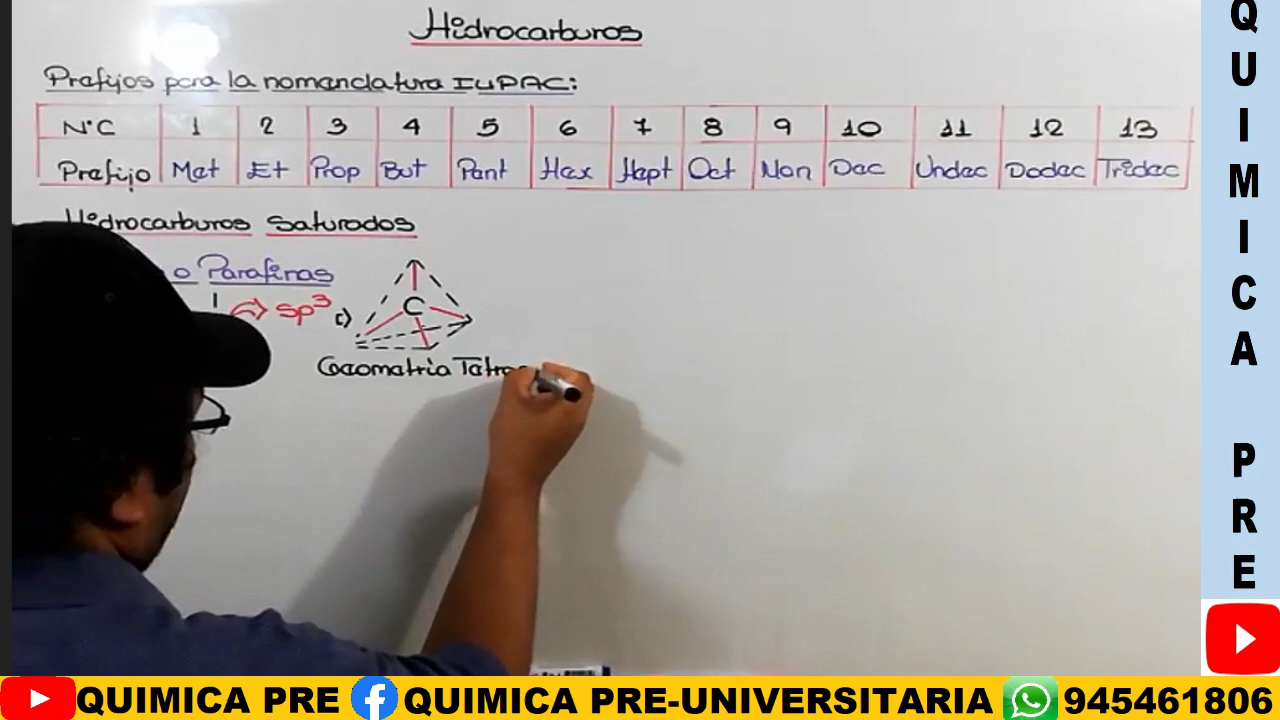 Hidrocarburos
Prefijos para la nomenclatura IUPAC:
N°C 1 2 3 4 5 6 7 8 9 10 11 12 13
Prefijo Met Et Prop But Pent Hex Hept Oct Non Dec Undec Dodec Tridec
Hidrocarburos Saturados
o Parafinas
sp³ c)
C
Geometria Tetra
QUIMICA PRE
QUIMICA PRE QUIMICA PRE-UNIVERSITARIA 945461806